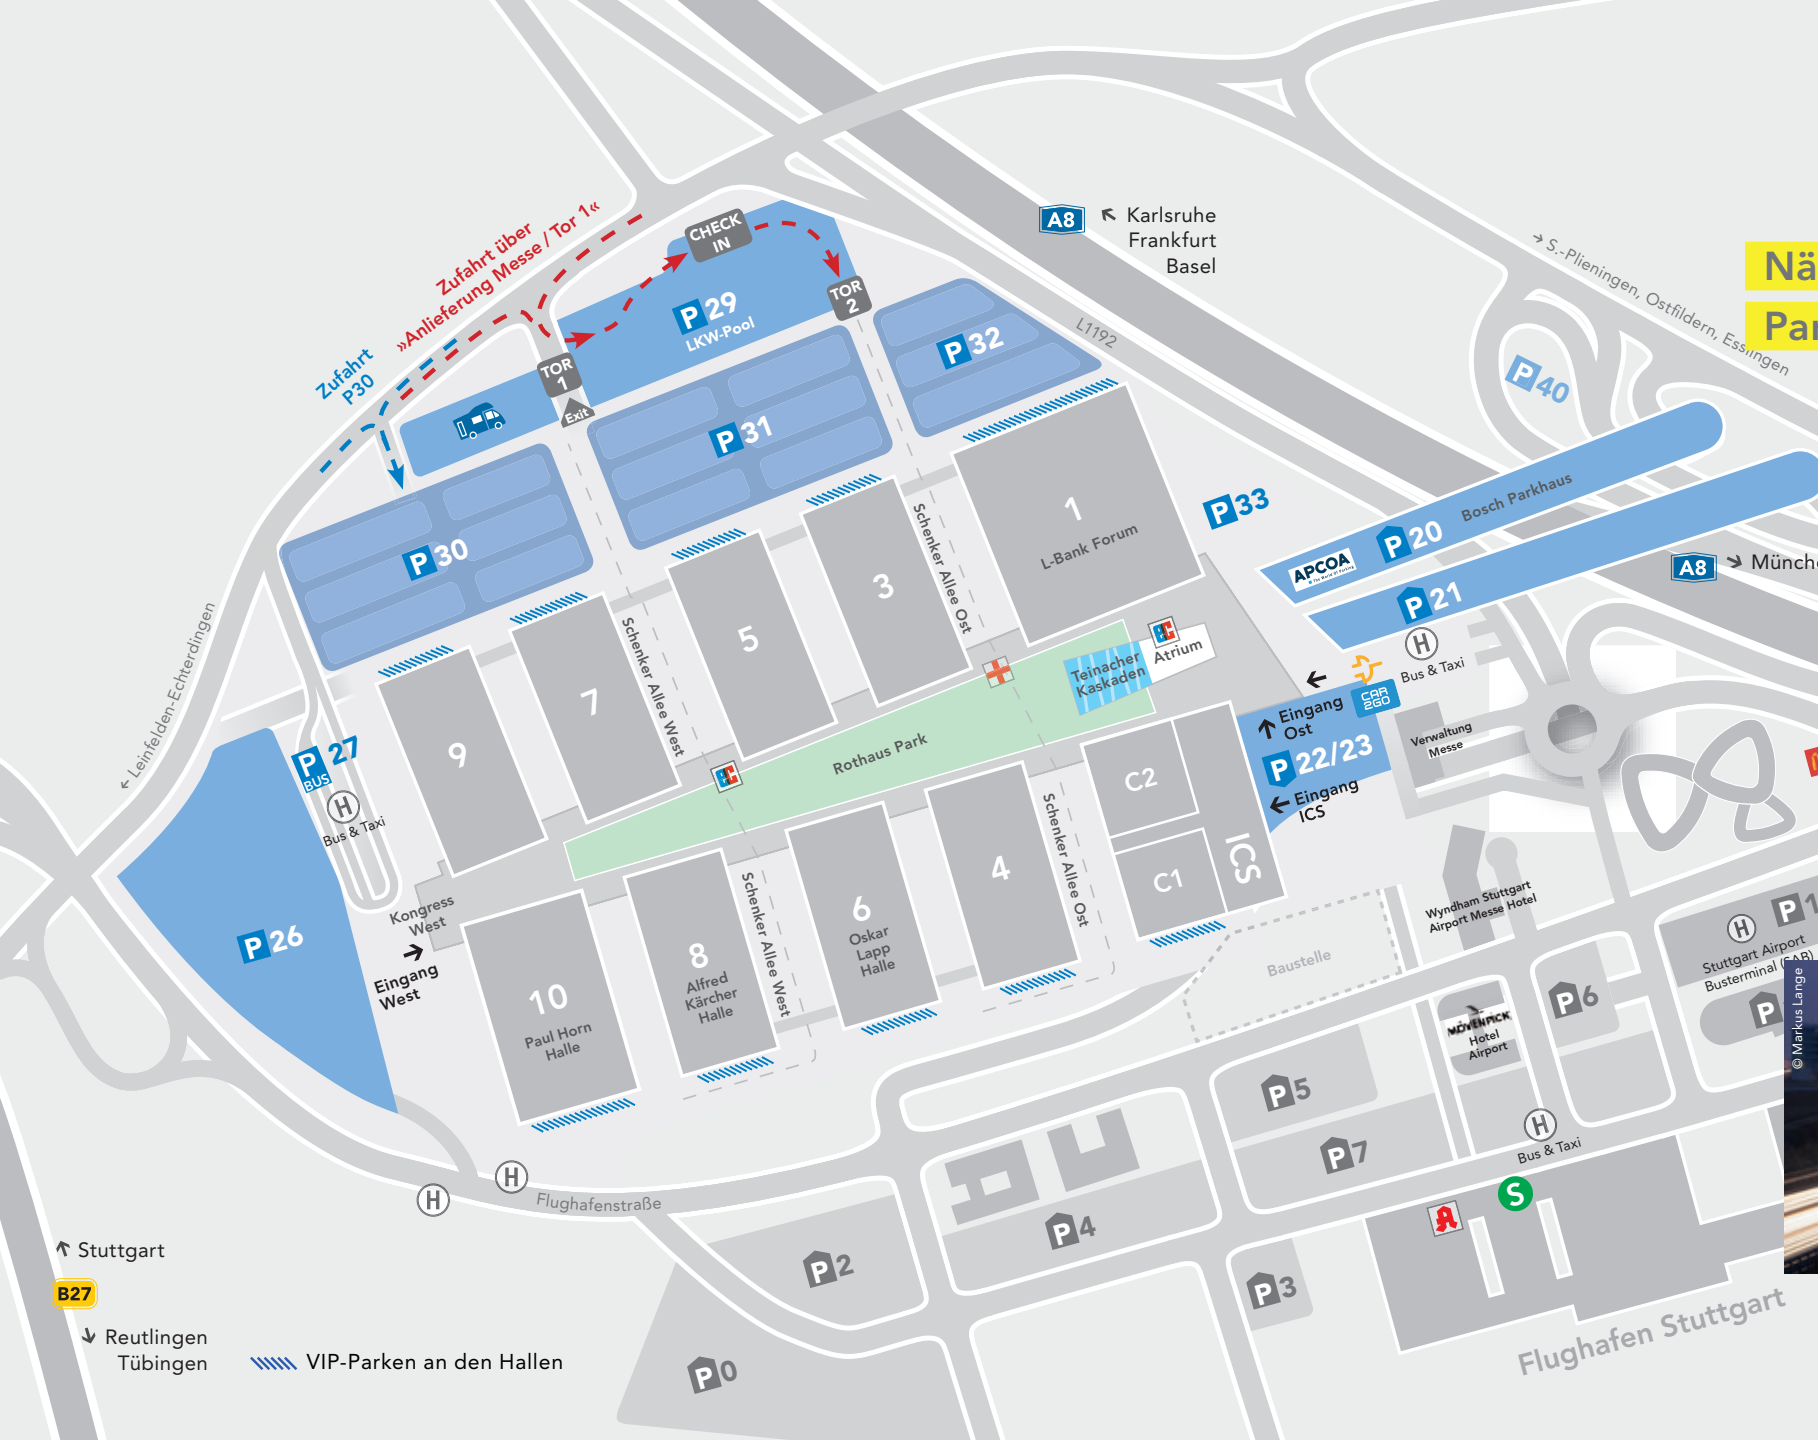 A8
Karlsruhe
Frankfurt
Basel
S.-Plieningen, Ostfildern, Esslingen
Zufahrt über
»Anlieferung Messe / Tor 1«
Zufahrt
P30
CHECK
IN
TOR
2
P 29
LKW-Pool
TOR
1
Exit
P 32
L1192
P 31
P 30
P 40
P 33
Bosch Parkhaus
APCOA
P 20
P 21
A8
H
Bus & Taxi
Leinfelden-Echterdingen
1
L-Bank Forum
3
5
7
9
Schenker Allee Ost
Schenker Allee West
Atrium
Teinacher
Kaskaden
Rothaus Park
CAR
2GO
Eingang
Ost
P 22/23
Eingang
ICS
Verwaltung
Messe
P 27
BUS
H
Bus & Taxi
P 26
Kongress
West
Eingang
West
C2
C1
ICS
4
6
Oskar
Lapp
Halle
8
Alfred
Kärcher
Halle
10
Paul Horn
Halle
Schenker Allee West
Schenker Allee Ost
Baustelle
Wyndham Stuttgart
Airport Messe Hotel
H
Stuttgart Airport
P
P 6
MÖVENPICK
Hotel
Airport
© Markus Lange
P 5
P 7
H
Bus & Taxi
S
H
H
Flughafenstraße
P 4
P 2
P 3
P 0
Flughafen Stuttgart
Stuttgart
B27
Reutlingen
Tübingen
VIP-Parken an den Hallen